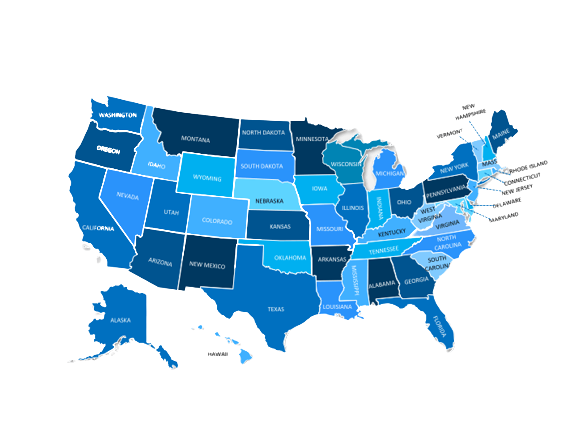 NEW
HAMPSHIRE
WASHINGTON
MONTANA
NORTH DAKOTA
MINNESOTA
VERMONT
MAINE
OREGON
IDAHO
WYOMING
SOUTH DAKOTA
WISCONSIN
MICHIGAN
NEW YORK
MASS
RHODE ISLAND
CONNECTICUT
NEW JERSEY
NEVADA
UTAH
COLORADO
NEBRASKA
IOWA
ILLINOIS
INDIANA
OHIO
PENNSYLVANIA
DELAWARE
MARYLAND
CALIFORNIA
KANSAS
MISSOURI
KENTUCKY
WEST
VIRGINIA
VIRGINIA
ARIZONA
NEW MEXICO
OKLAHOMA
ARKANSAS
TENNESSEE
NORTH
CAROLINA
SOUTH
CAROLIN
TEXAS
LOUISIANA
MISSISSIPPI
ALABAMA
GEORGIA
FLORIDA
ALASKA
HAWAII